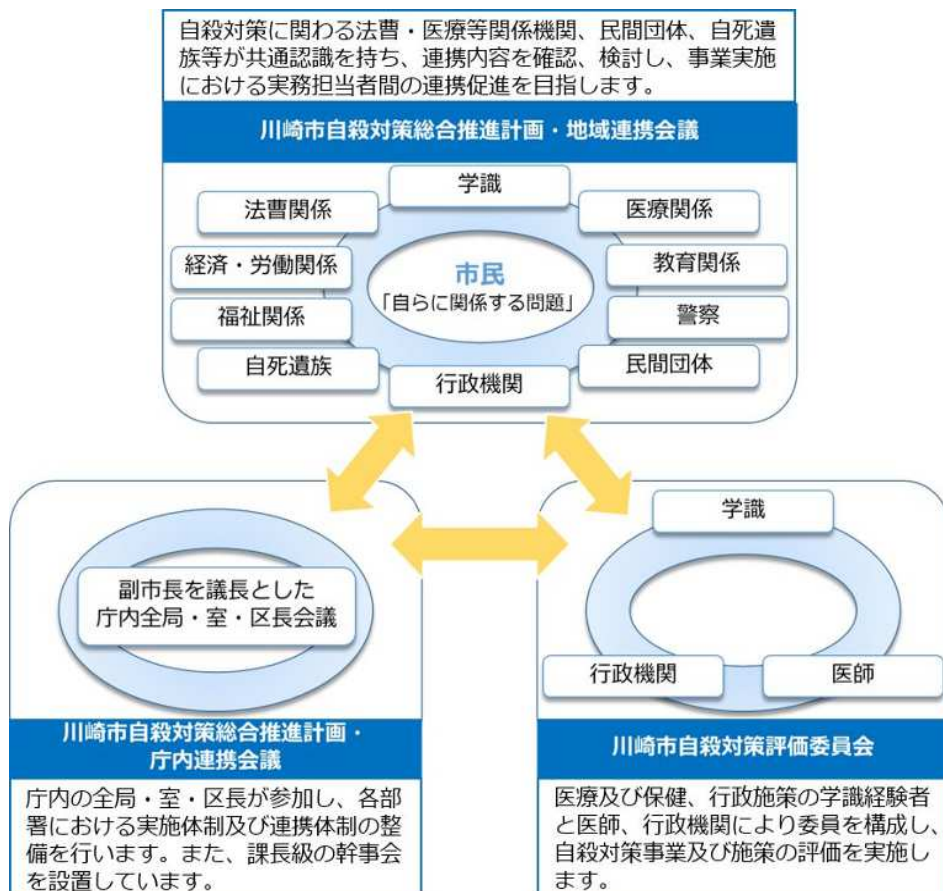 自殺対策に関わる法曹・医療等関係機関、民間団体、自死遺
族等が共通認識を持ち、連携内容を確認、検討し、事業実施
における実務担当者間の連携促進を目指します。
川崎市自殺対策総合推進計画・地域連携会議
学識
法曹関係
医療関係
経済・労働関係
教育関係
市民
「自らに関係する問題」
福祉関係
警察
自死遺族
民間団体
行政機関
副市長を議長とした
庁内全局・室・区長会議
川崎市自殺対策総合推進計画・
庁内連携会議
庁内の全局・室・区長が参加し、各部
署における実施体制及び連携体制の整
備を行います。また、課長級の幹事会
を設置しています。
学識
行政機関
医師
川崎市自殺対策評価委員会
医療及び保健、行政施策の学識経験者
と医師、行政機関により委員を構成し、
自殺対策事業及び施策の評価を実施し
ます。